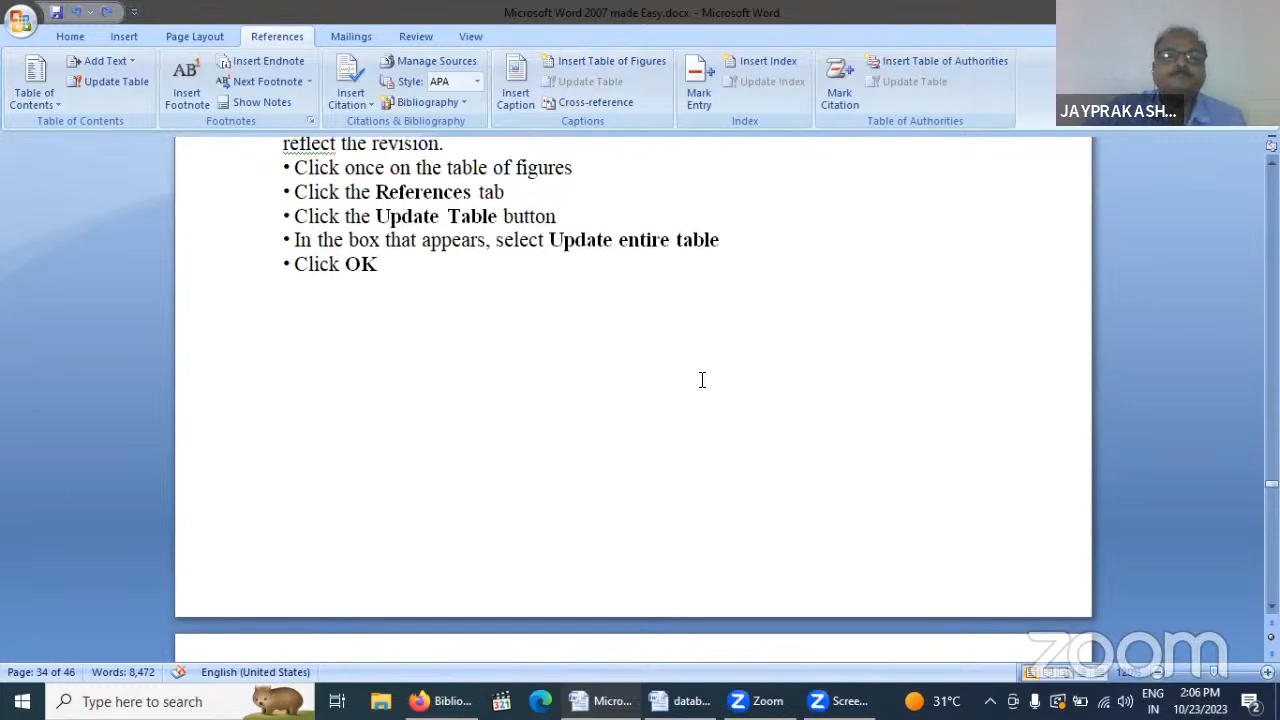 Microsoft Word 2007 made Easy.docx - Microsoft Word
Home Insert Page Layout References Mailings Review View
Table of Contents
Add Text
Update Table
Table of Contents
AB¹
Insert Footnote
Insert Endnote
Next Footnote
Show Notes
Footnotes
Insert Citation
Manage Sources
Style: APA
Bibliography
Citations & Bibliography
Insert Caption
Insert Table of Figures
Update Table
Cross-reference
Captions
Mark Entry
Insert Index
Update Index
Index
Mark Citation
Insert Table of Authorities
Update Table
Table of Authorities
JAYPRAKASH...
reflect the revision.
• Click once on the table of figures
• Click the References tab
• Click the Update Table button
• In the box that appears, select Update entire table
• Click OK
zoom
Page: 34 of 46 Words: 8,472 English (United States)
Type here to search
321
Biblio...
Micro...
datab...
Zoom
Scree...
31°C
ENG
IN
2:06 PM
10/23/2023
2